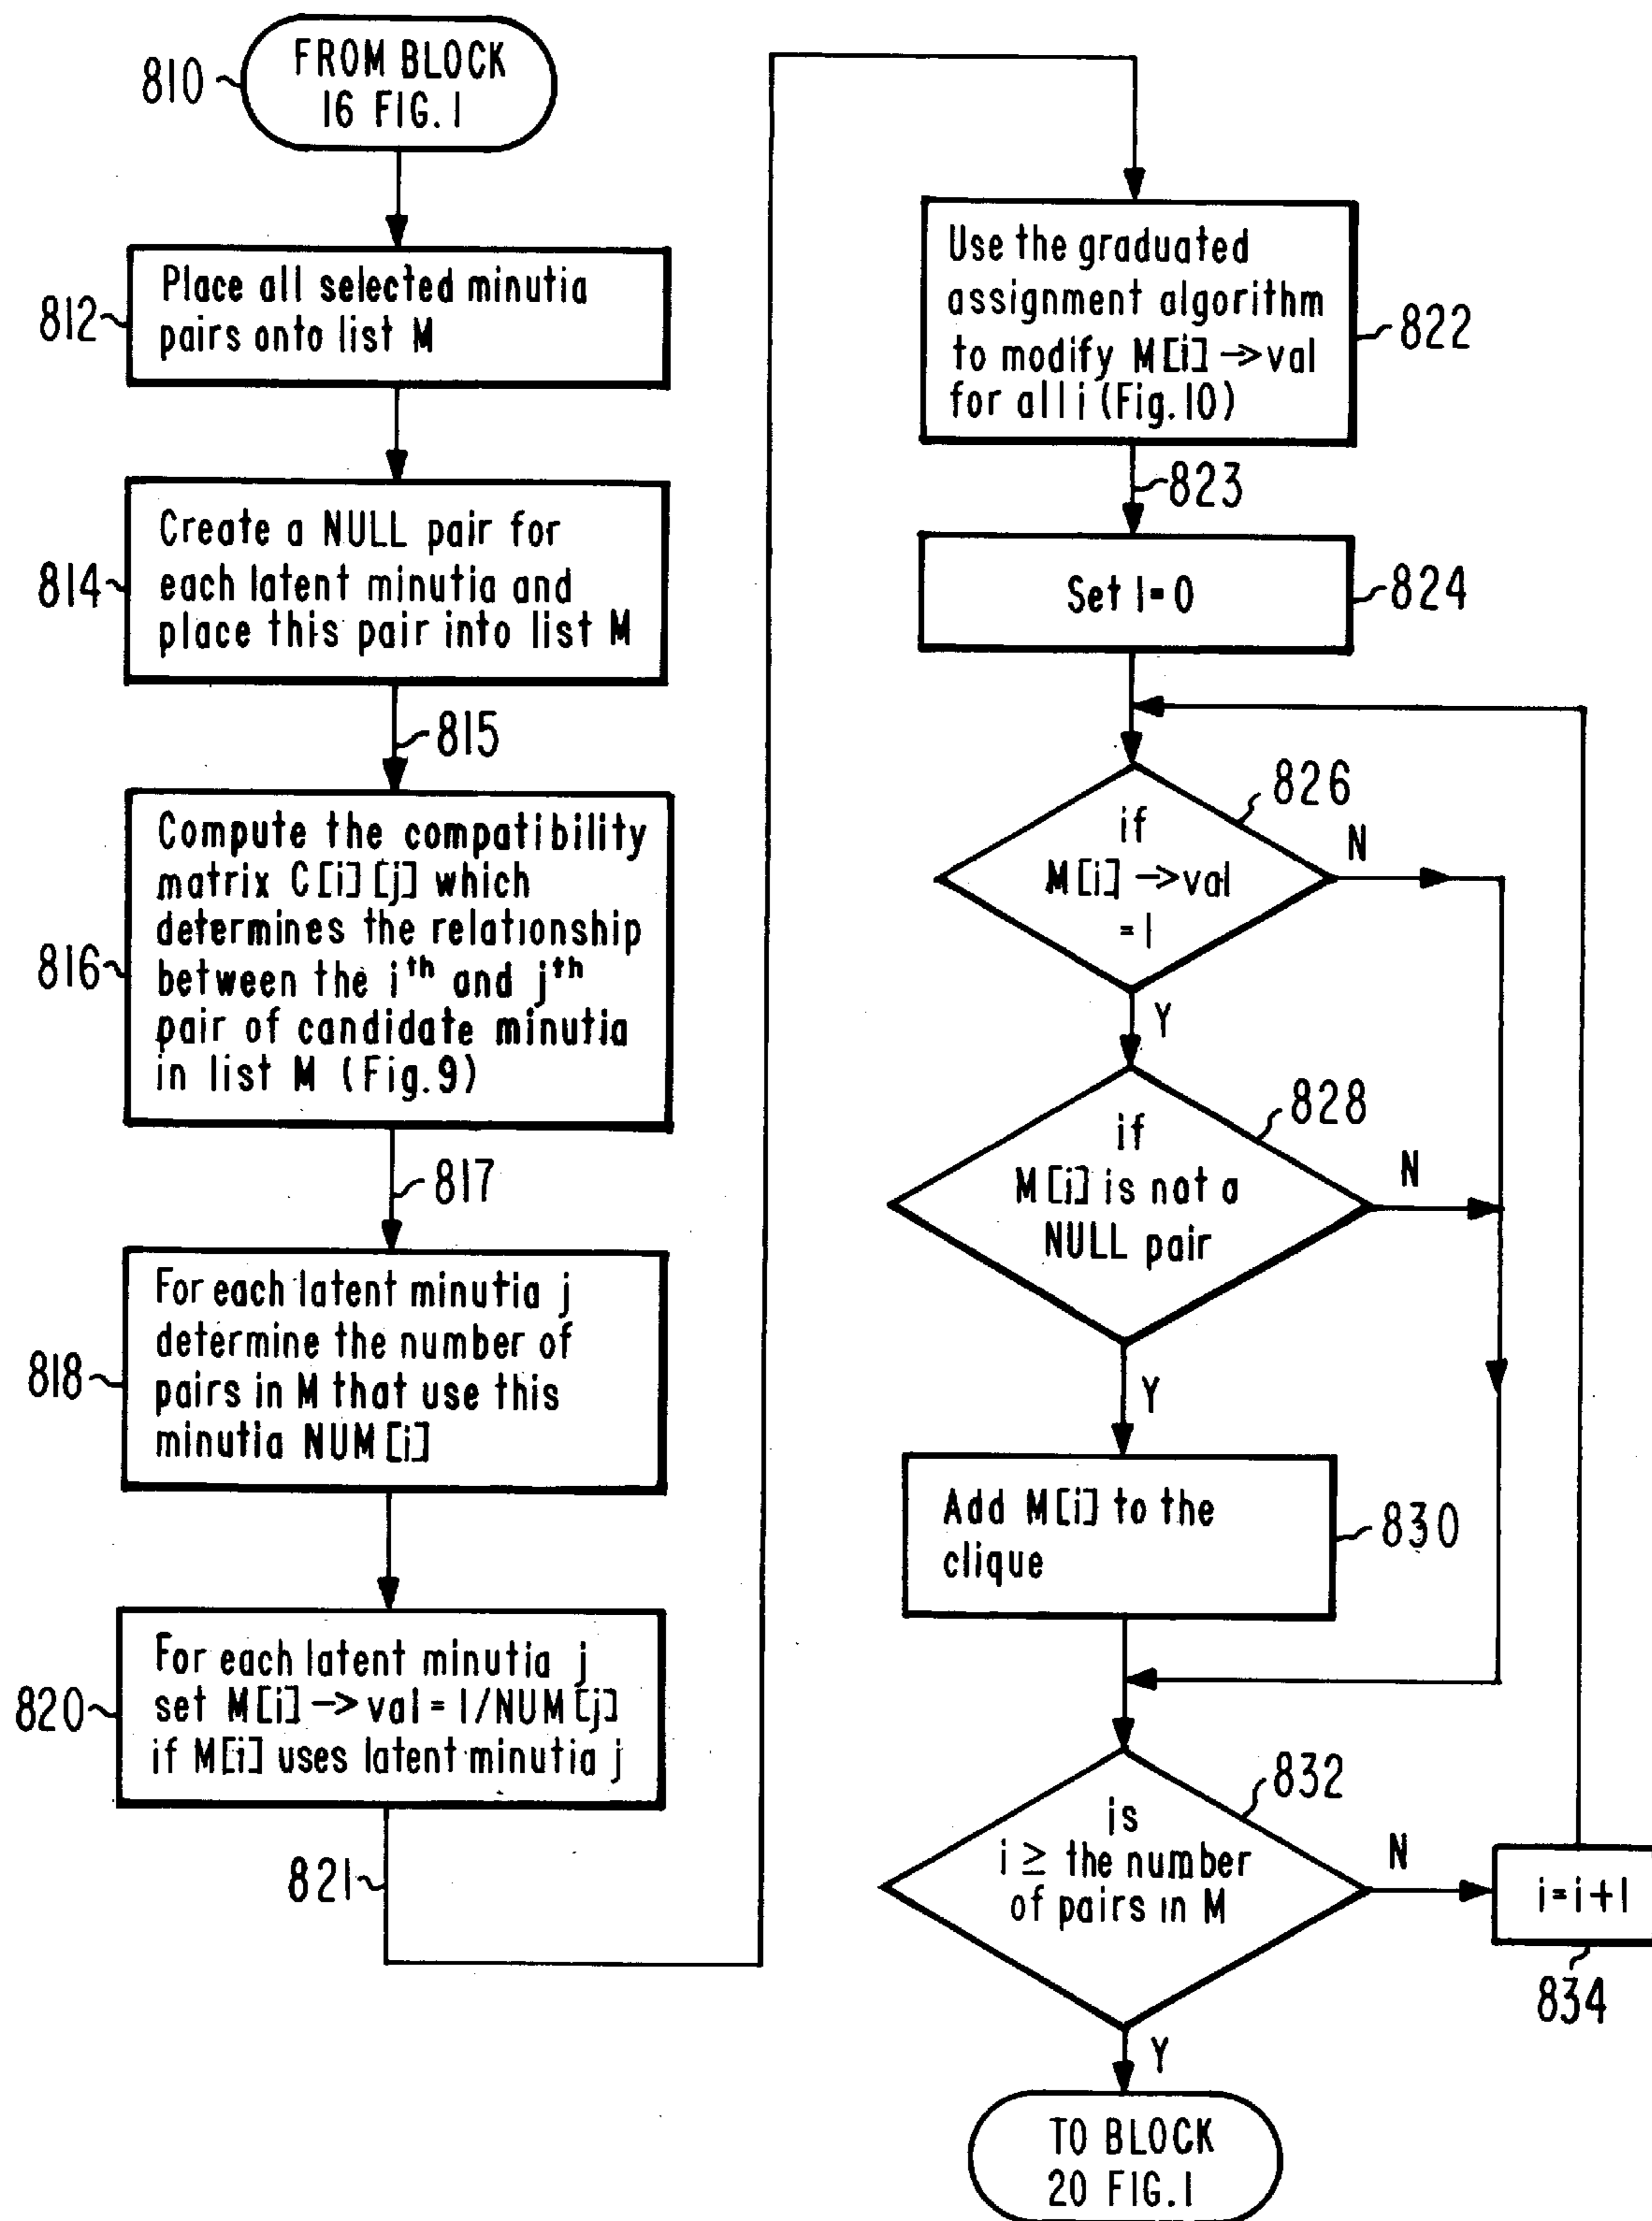 FROM BLOCK
16 FIG. 1
810
Place all selected minutia
pairs onto list M
812
Create a NULL pair for
each latent minutia and
place this pair into list M
814
815
Compute the compatibility
matrix C[i][j] which
determines the relationship
between the iᵗʰ and jᵗʰ
pair of candidate minutia
in list M (Fig. 9)
816
817
For each latent minutia j
determine the number of
pairs in M that use this
minutia NUM[j]
818
For each latent minutia j
set M[i] → val = 1/NUM[j]
if M[i] uses latent minutia j
820
821
Use the graduated
assignment algorithm
to modify M[i] → val
for all i (Fig. 10)
822
823
Set I = 0
824
if
M[i] → val
= 1
826
N
Y
if
M[i] is not a
NULL pair
828
N
Y
Add M[i] to the
clique
830
is
i ≥ the number
of pairs in M
832
N
i = i + 1
834
Y
TO BLOCK
20 FIG. 1